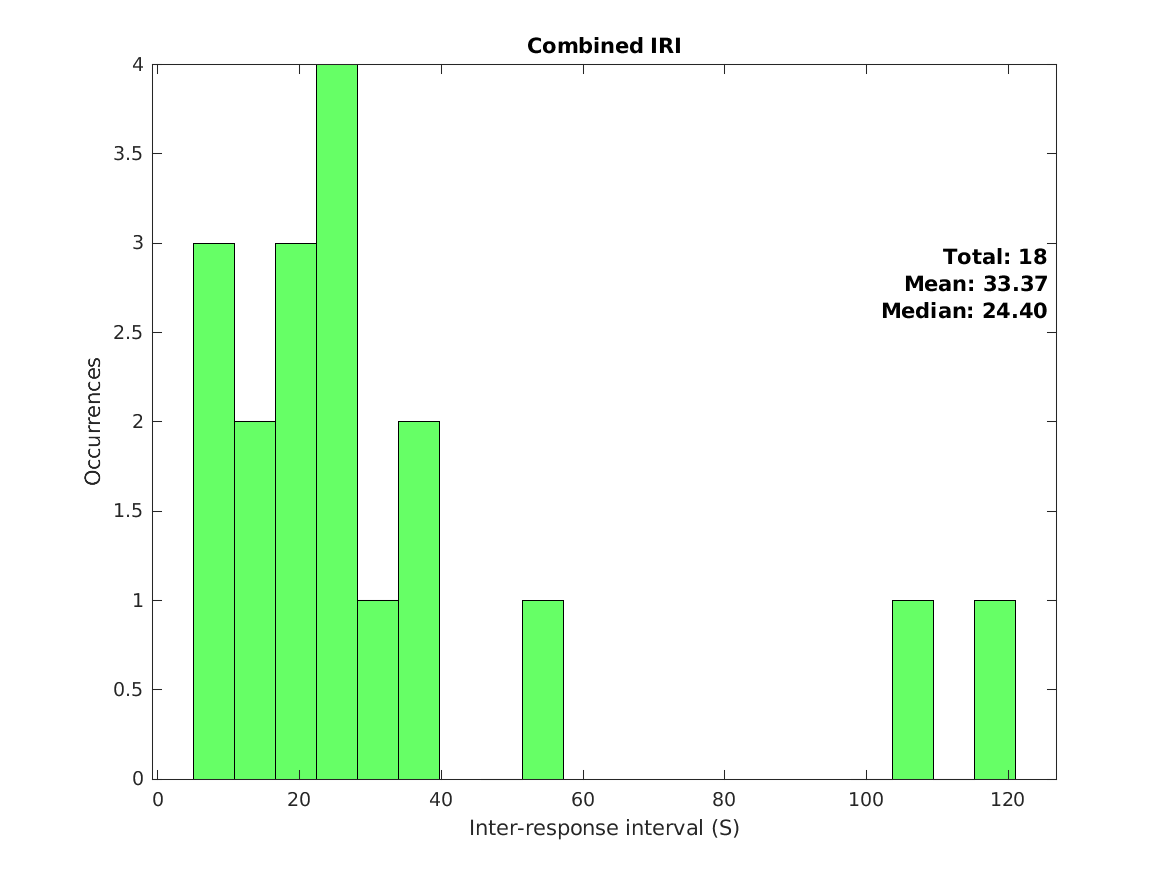 Combined IRI
4
3.5
3
2.5
2
1.5
1
0.5
0
Occurrences
Total: 18
Mean: 33.37
Median: 24.40
0 20 40 60 80 100 120
Inter-response interval (S)